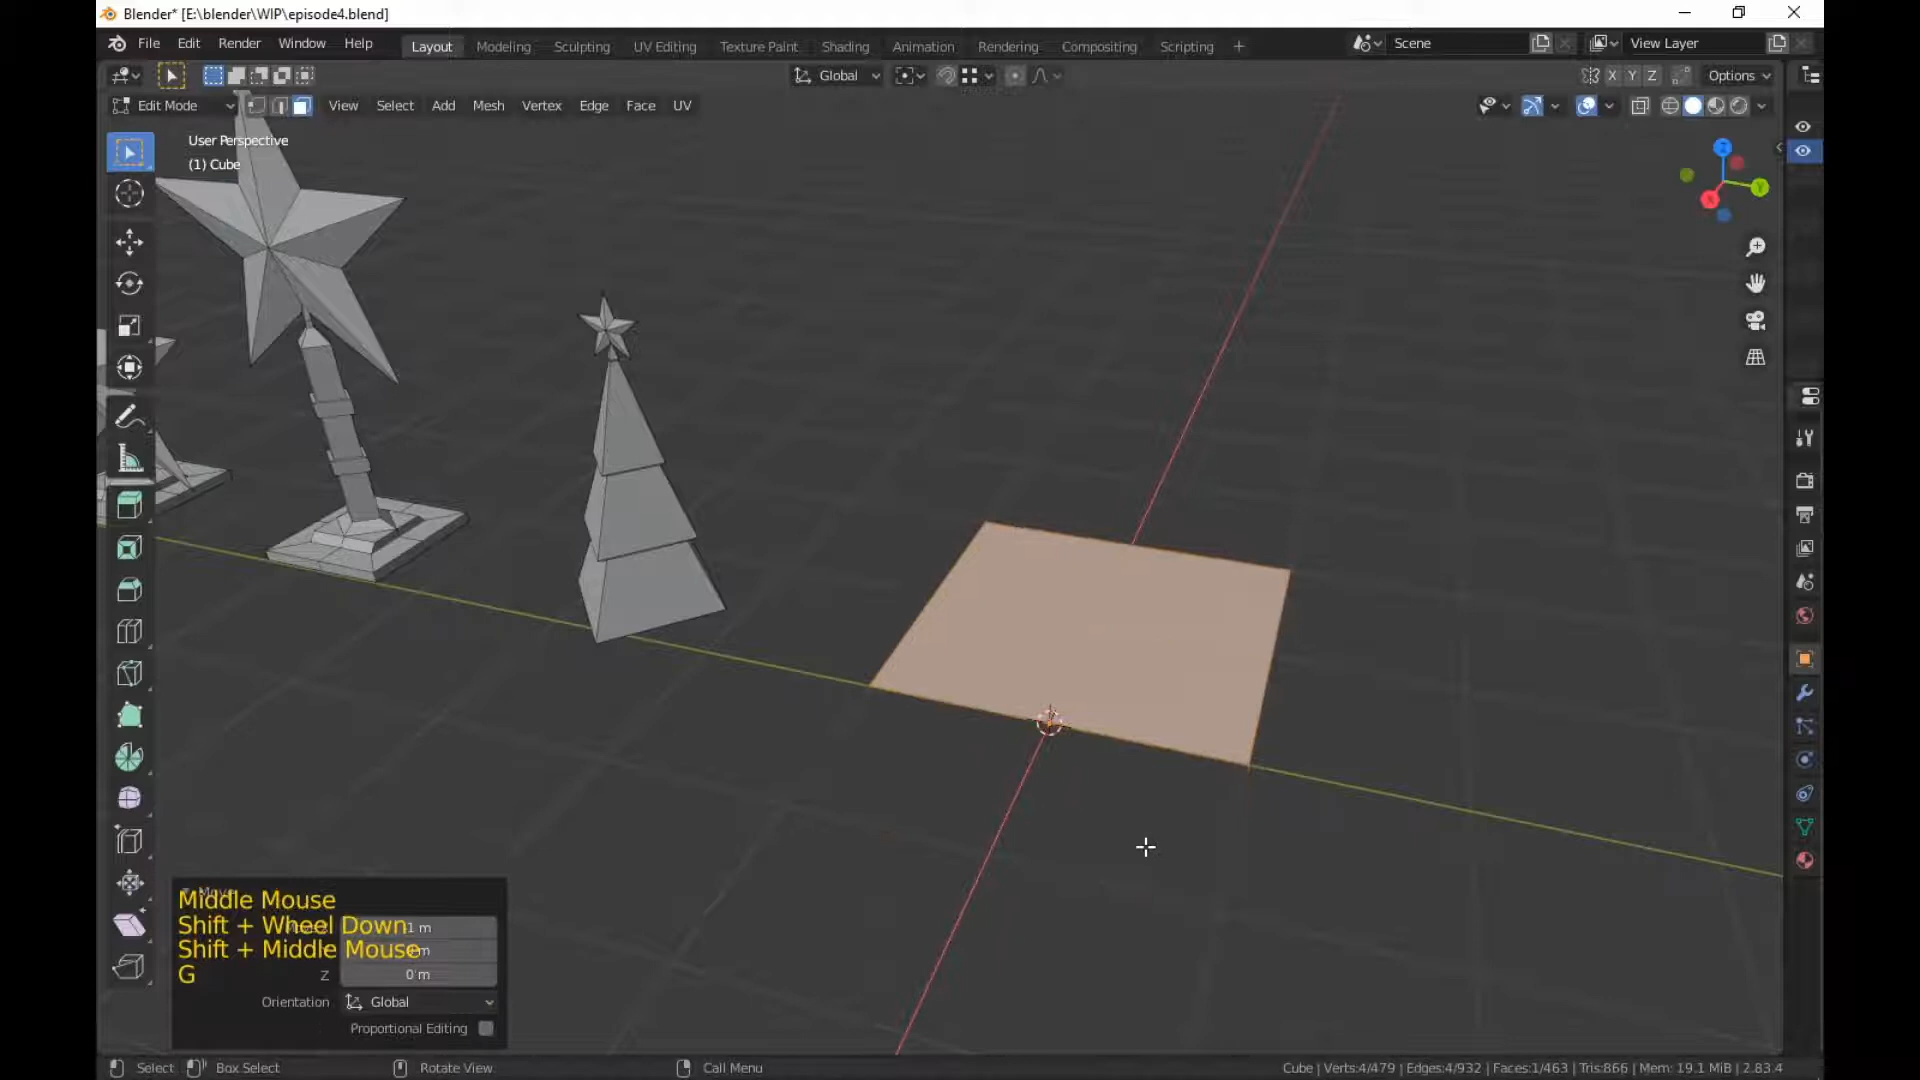 Blender* [E:\blender\WIP\episode4.blend]
File Edit Render Window Help Layout Modeling Sculpting UV Editing Texture Paint Shading Animation Rendering Compositing Scripting + Scene View Layer
Global X Y Z Options
Edit Mode View Select Add Mesh Vertex Edge Face UV
User Perspective
(1) Cube
Z
Y
X
Middle Mouse
Shift + Wheel Down
1 m
Shift + Middle Mouse
G
Z 0 m
Orientation Global
Proportional Editing
Select Box Select Rotate View Call Menu Cube | Verts:4/479 | Edges:4/932 | Faces:1/463 | Tris:866 | Mem: 19.1 MiB | 2.83.4